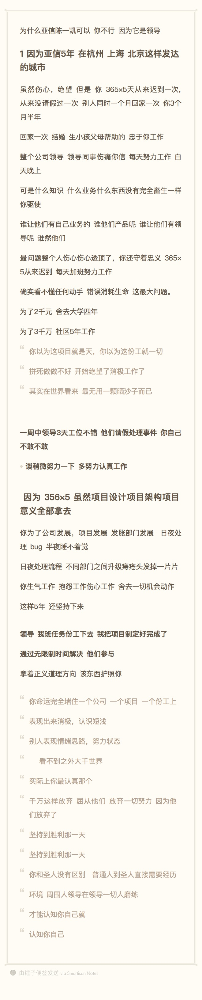 为什么亚信陈一凯可以 你不行 因为它是领导
1 因为亚信5年 在杭州 上海 北京这样发达
的城市
虽然伤心，绝望 但是 你 365×5天从来迟到一次，
从来没请假过一次 别人同时一个月回家一次 你3个
月半年
回家一次 结婚 生小孩父母帮助的 忠于你工作
整个公司领导 领导同事伤痛你信 每天努力工作 白
天晚上
可是什么知识 什么业务什么东西没有完全畜生一样
你驱使
谁让他们有自己业务的 谁他们产品呢 谁让他们有领
导呢 谁然他们
最问题整个人伤心伤心透顶了，你还守着忠义 365×
5从来迟到 每天加班努力工作
确实看不懂任何动手 错误消耗生命 这最大问题。
为了2千元 舍去大学四年
为了3千万 社区5年工作
“ 你以为这项目就是天，你以为这份工就一切
“ 拼死做做不好 开始绝望了消极工作了
“ 其实在世界看来 最无用一颗晒沙子而已
一周中领导3天工位不错 他们请假处理事件 你自己
不敢不敢
• 谈稍微努力一下 多努力认真工作
因为 356×5 虽然项目设计项目架构项目
意义全部拿去
你为了公司发展，项目发展 发胀部门发展 日夜处
理 bug 半夜睡不着觉
日夜处理流程 不同部门之间升级痔疮头发掉一片片
你生气工作 抱怨工作伤心工作 舍去一切机会动作
这样5年 还坚持下来
领导 我班任务份工下去 我把项目制定好完成了
通过无限制时间解决 他们参与
拿着正义道理方向 该东西护照你
“ 你命运完全堵住一个公司 一个项目 一个份工上
“ 表现出来消极，认识短浅
“ 别人表现情绪思路，努力状态
“ 看不到之外大千世界
“ 实际上你最认真那个
“ 千万这样放弃 屈从他们 放弃一切努力 因为他
们放弃了
“ 坚持到胜利那一天
“ 坚持到胜利那一天
“ 你和圣人没有区别 普通人到圣人直接需要经历
“ 环境 周围人领导在领导一切人磨练
“ 才能认知你自己就
“ 认知你自己
T 由锤子便签发送 via Smartisan Notes